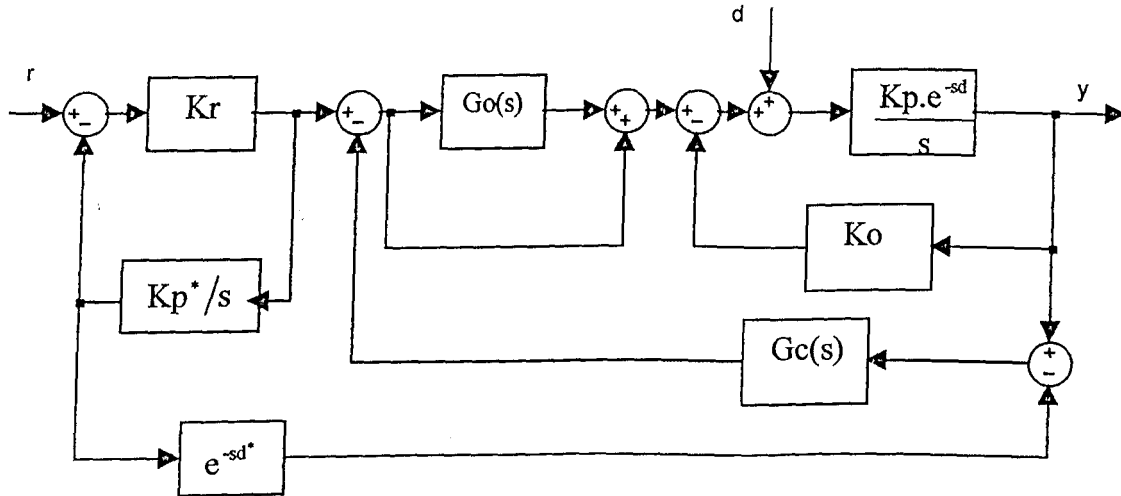 d
r
y
Kr
Go(s)
Kp.e^-sd
s
Ko
Kp*/s
Gc(s)
e^-sd*
+
-
+
-
+
+
+
-
+
+
+
-